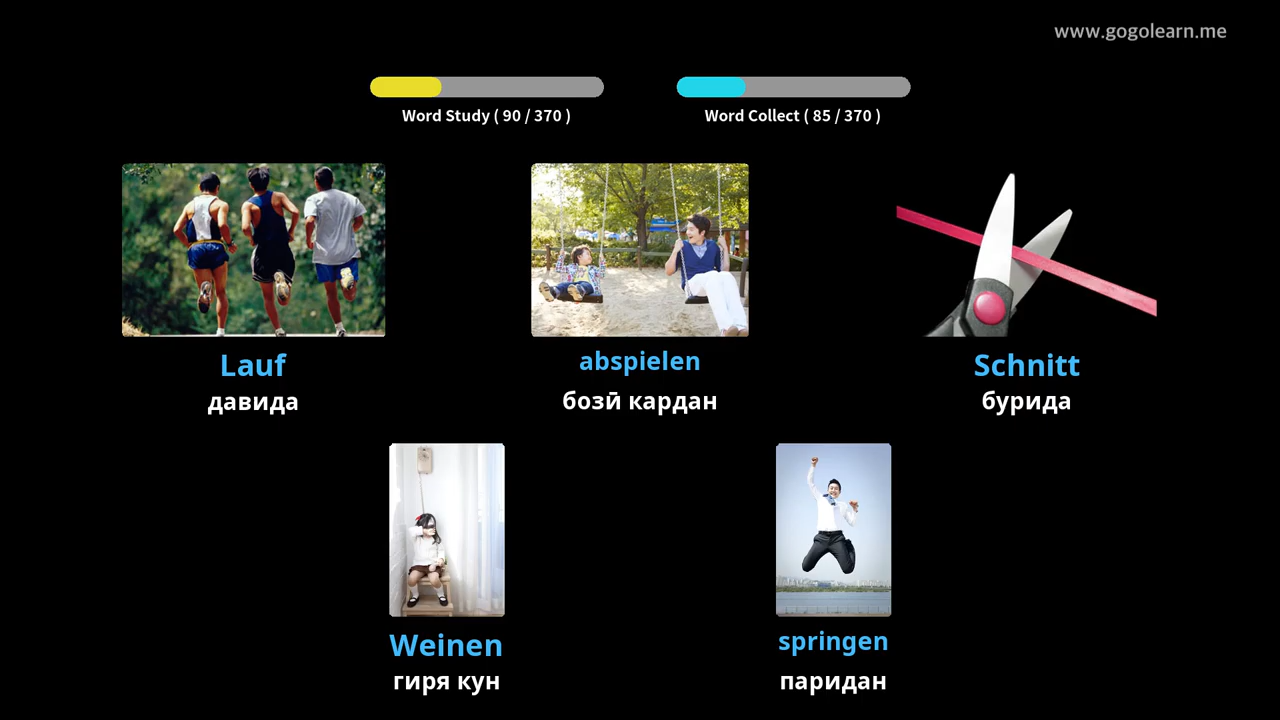 www.gogolearn.me
Word Study ( 90 / 370 )
Word Collect ( 85 / 370 )
Lauf
давида
abspielen
бозӣ кардан
Schnitt
бурида
Weinen
гиря кун
springen
паридан